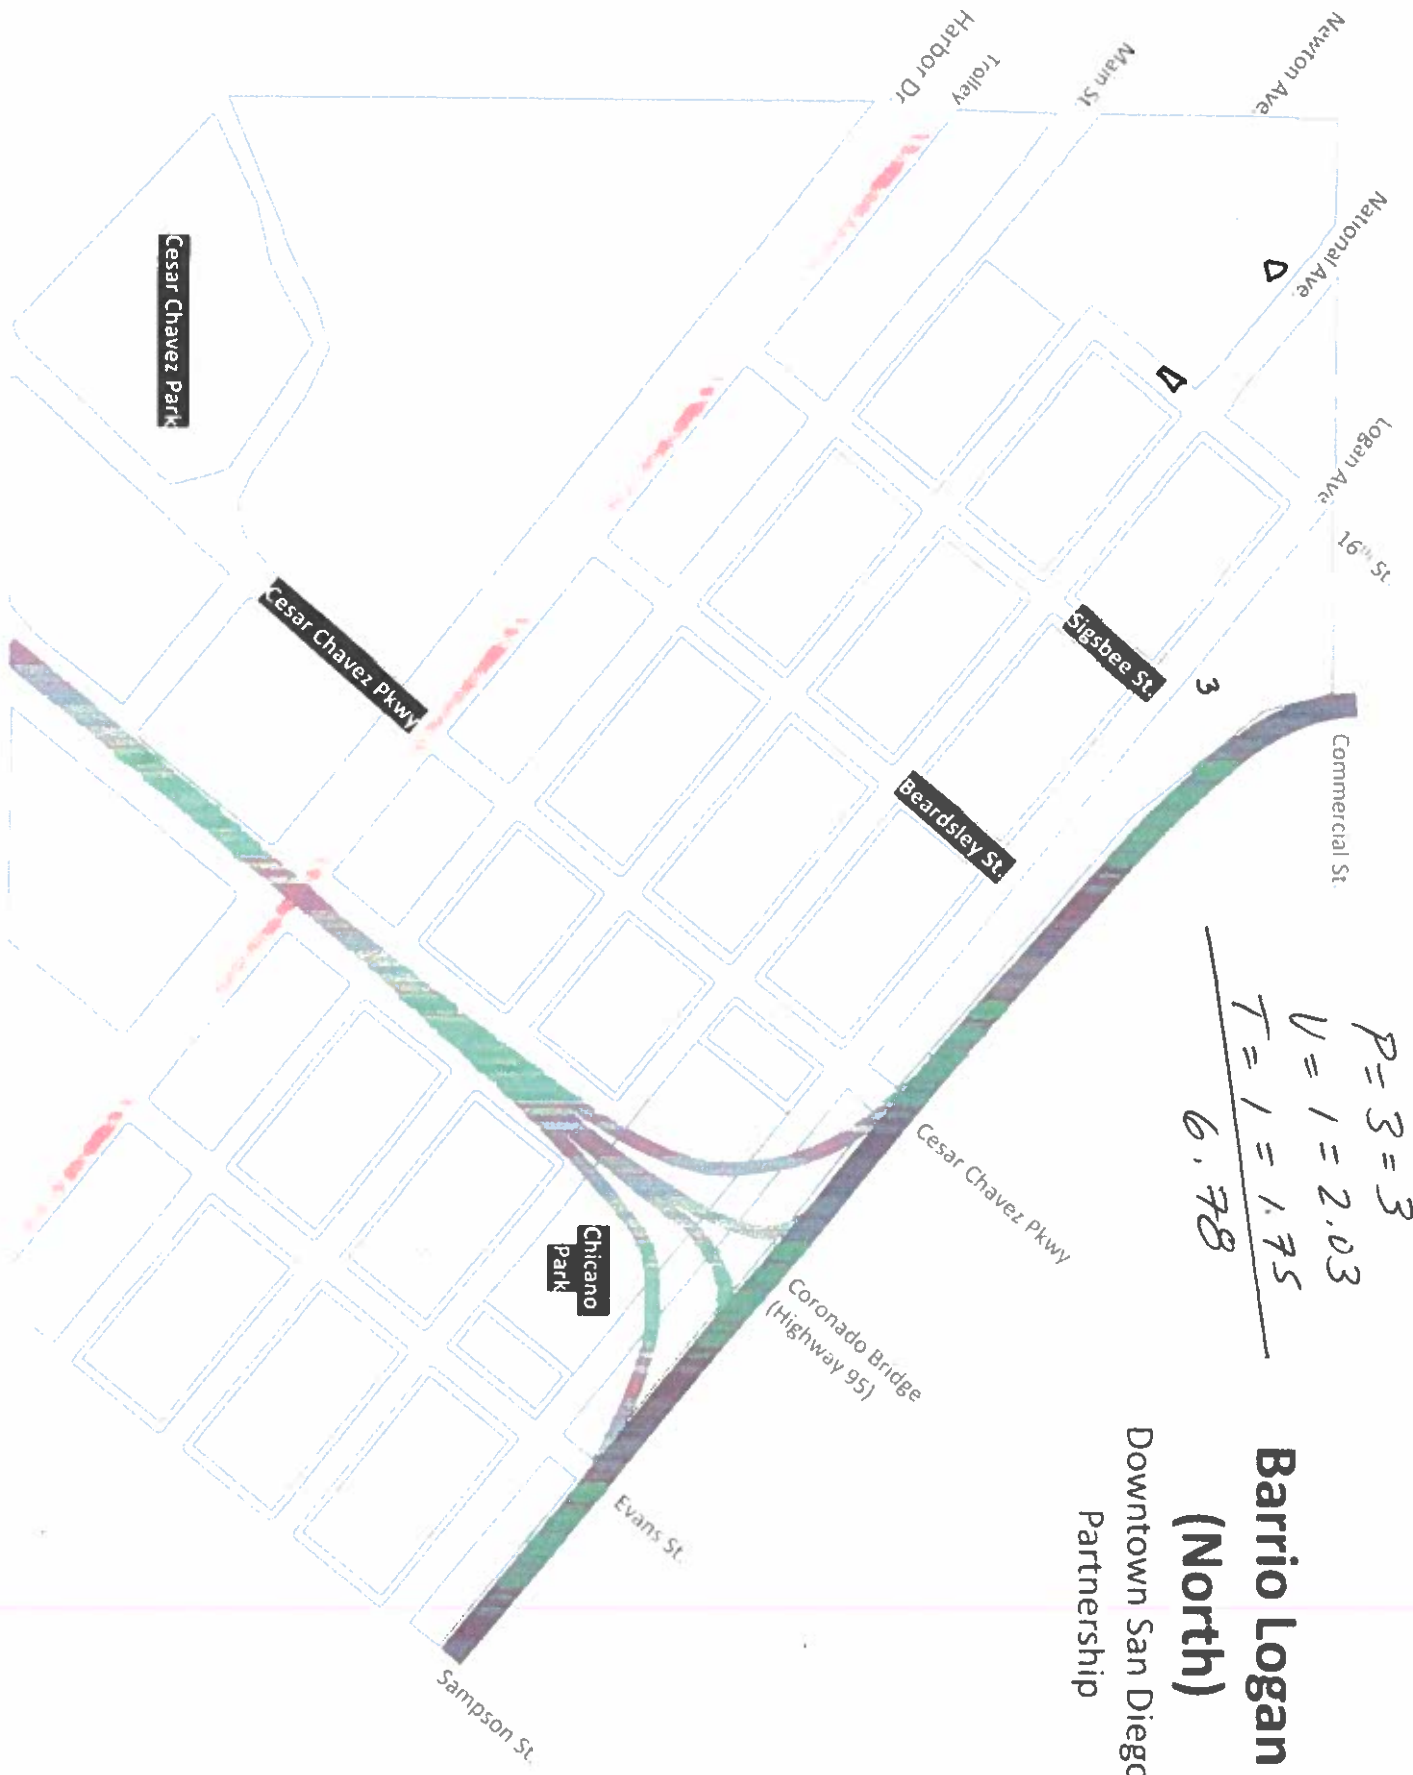 Barrio Logan
(North)
Downtown San Diego
Partnership
P = 3 = 3
V = 1 = 2.03
T = 1 = 1.75
6.78
Commercial St.
16th St.
Logan Ave
National Ave
Newton Ave.
Main St.
Trolley
Harbor Dr
Sigsbee St.
3
Beardsley St.
Cesar Chavez Pkwy
Cesar Chavez Park
Cesar Chavez Pkwy
Coronado Bridge
(Highway 95)
Chicano
Park
Evans St.
Sampson St.